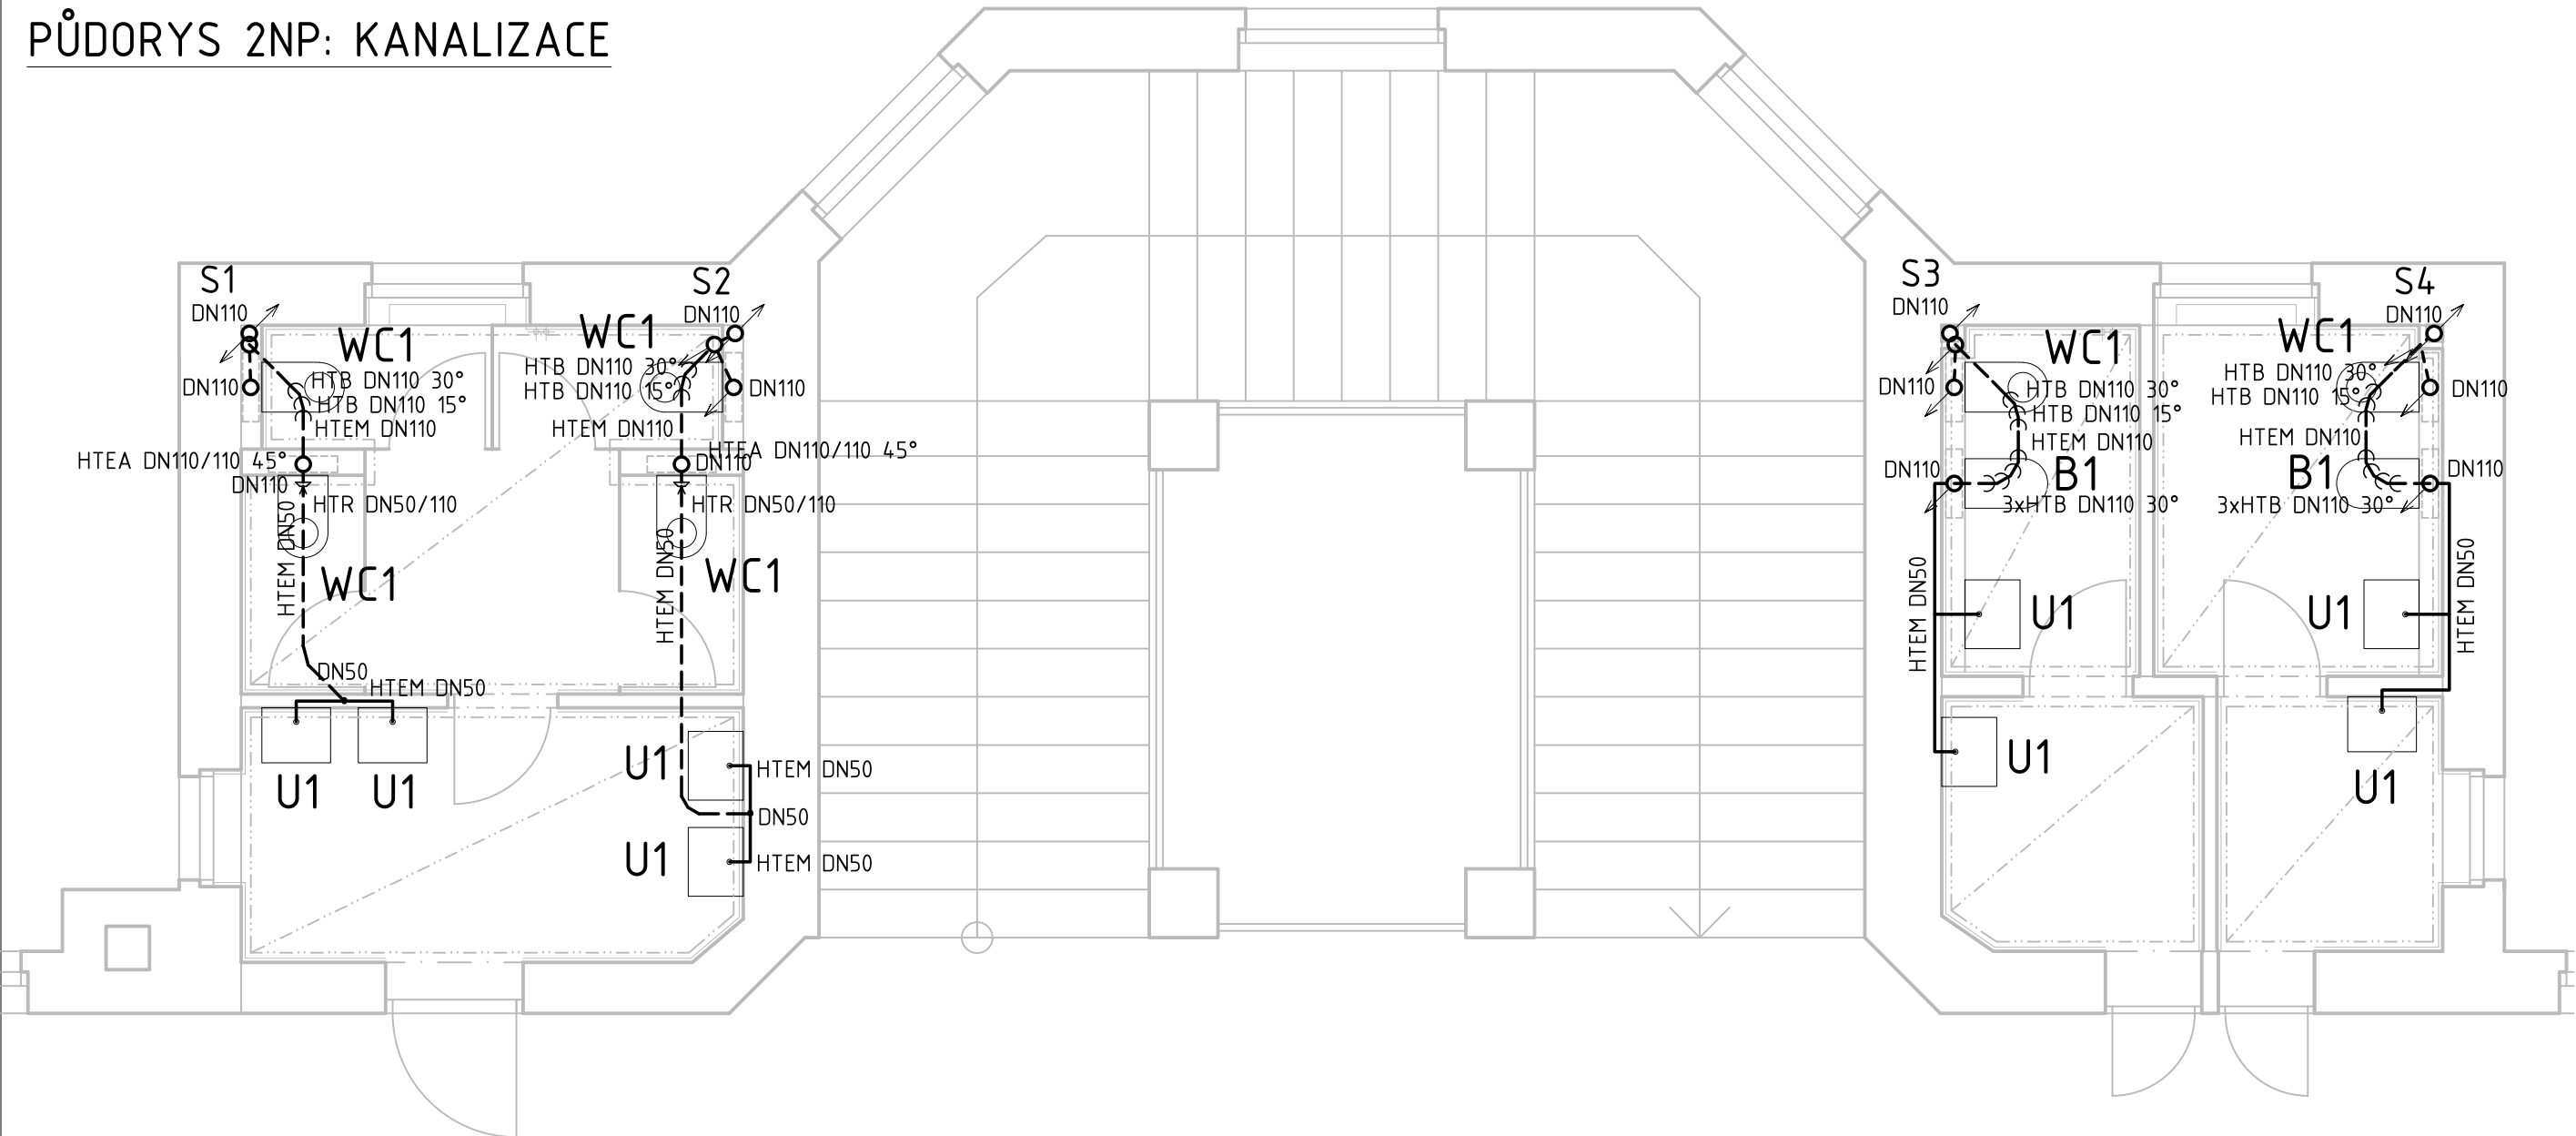 PŮDORYS 2NP: KANALIZACE
S1
DN110
WC1
DN110
HTB DN110 30°
HTB DN110 15°
HTEM DN110
HTEA DN110/110 45°
DN110
HTR DN50/110
HTEM DN50
WC1
DN50
HTEM DN50
U1
U1
S2
DN110
WC1
HTB DN110 30°
HTB DN110 15°
DN110
HTEM DN110
HTEA DN110/110 45°
DN110
HTR DN50/110
HTEM DN50
WC1
U1
HTEM DN50
DN50
U1
HTEM DN50
S3
DN110
WC1
DN110
HTB DN110 30°
HTB DN110 15°
HTEM DN110
DN110
B1
3xHTB DN110 30°
HTEM DN50
U1
U1
S4
DN110
WC1
HTB DN110 30°
HTB DN110 15°
DN110
HTEM DN110
B1
DN110
3xHTB DN110 30°
HTEM DN50
U1
U1